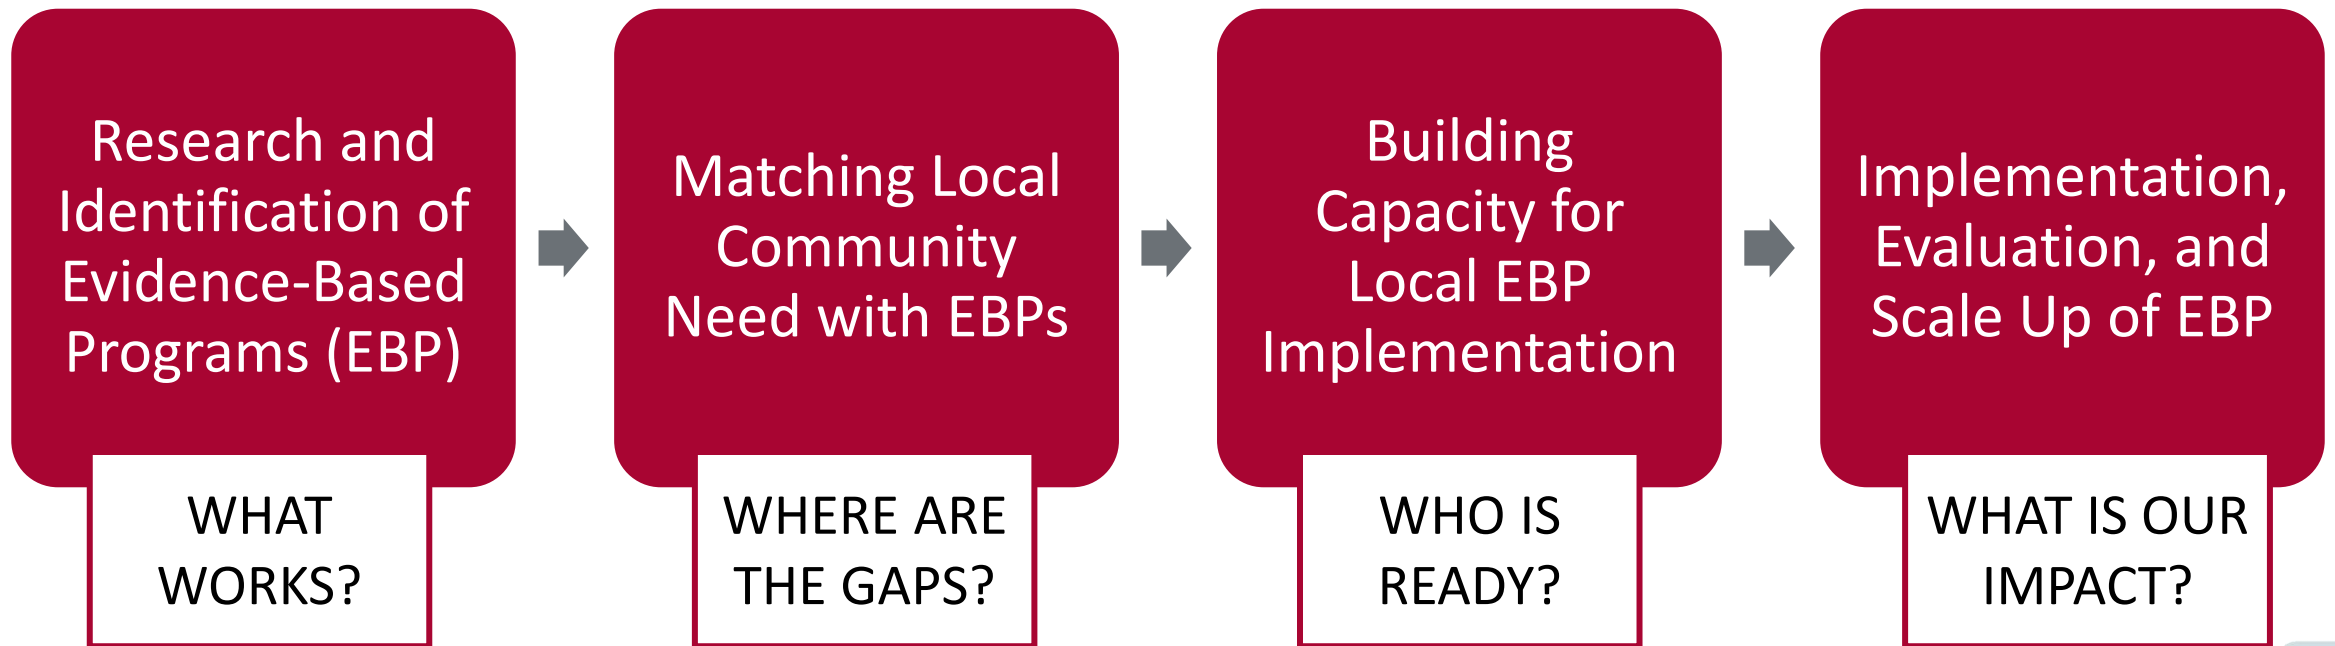 Research and
Identification of
Evidence-Based
Programs (EBP)
WHAT
WORKS?
Matching Local
Community
Need with EBPs
WHERE ARE
THE GAPS?
Building
Capacity for
Local EBP
Implementation
WHO IS
READY?
Implementation,
Evaluation, and
Scale Up of EBP
WHAT IS OUR
IMPACT?